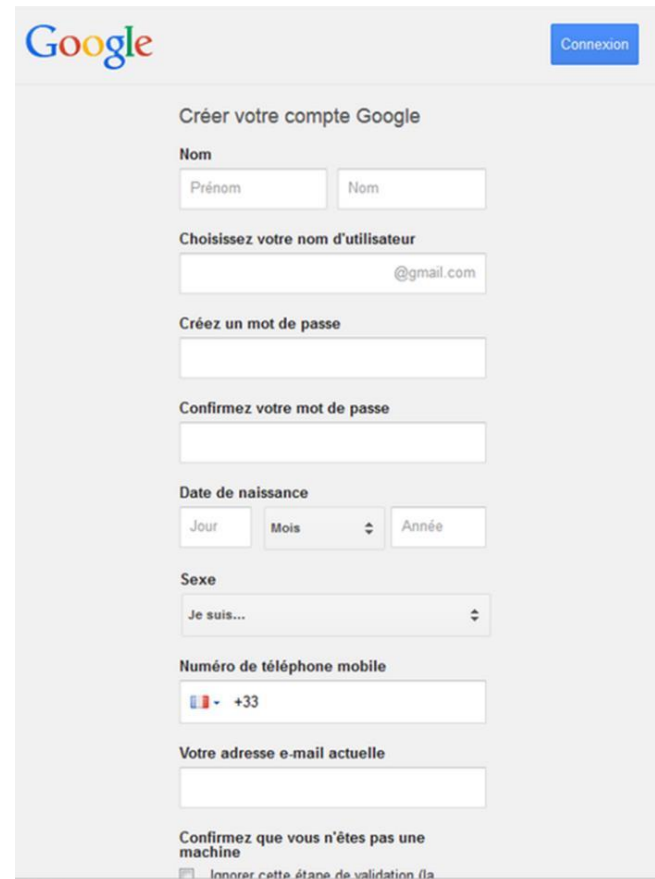 Google
Connexion
Créer votre compte Google
Nom
Prénom Nom
Choisissez votre nom d'utilisateur
@gmail.com
Créez un mot de passe
Confirmez votre mot de passe
Date de naissance
Jour Mois Année
Sexe
Je suis...
Numéro de téléphone mobile
+33
Votre adresse e-mail actuelle
Confirmez que vous n'êtes pas une
machine
Ignorer cette étape de validation (la